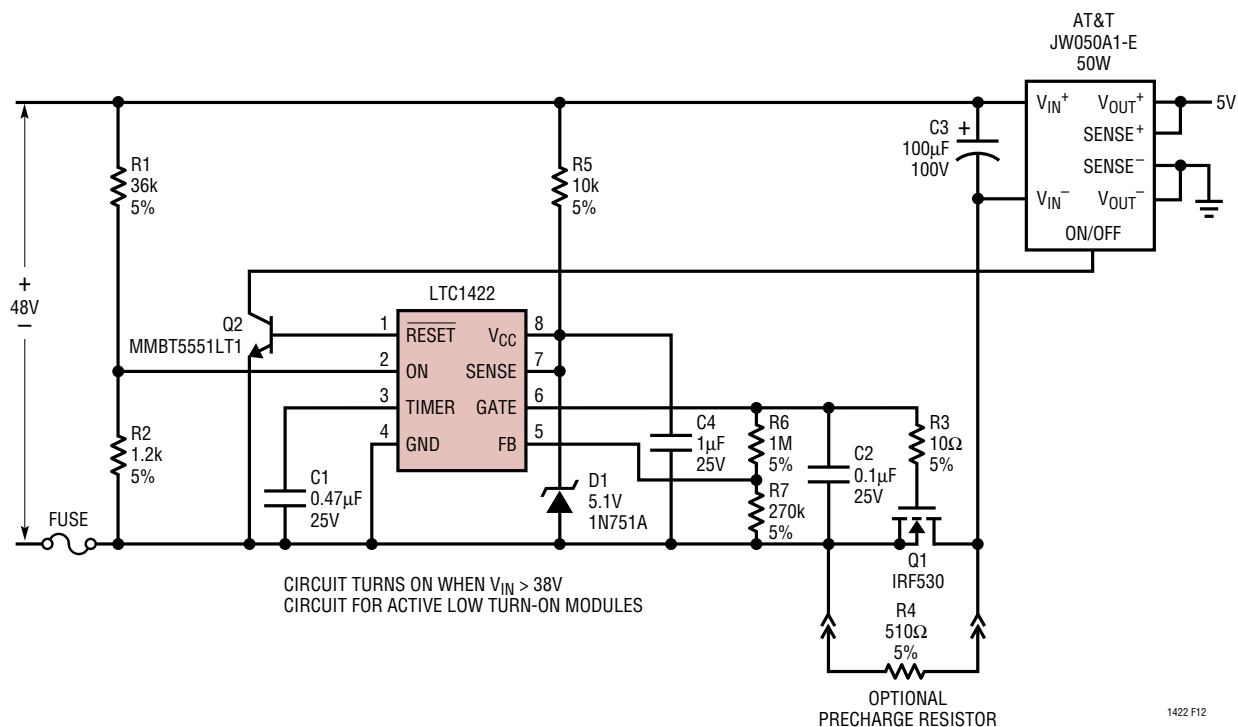 AT&T
JW050A1-E
50W
VIN+
VOUT+
5V
SENSE+
SENSE−
VIN−
VOUT−
ON/OFF
C3
+
100µF
100V
R1
36k
5%
R5
10k
5%
+
48V
−
LTC1422
Q2
MMBT5551LT1
1
RESET
VCC
8
2
ON
SENSE
7
3
TIMER
GATE
6
4
GND
FB
5
R2
1.2k
5%
C1
0.47µF
25V
D1
5.1V
1N751A
C4
1µF
25V
R6
1M
5%
R7
270k
5%
C2
0.1µF
25V
R3
10Ω
5%
FUSE
Q1
IRF530
CIRCUIT TURNS ON WHEN VIN > 38V
CIRCUIT FOR ACTIVE LOW TURN-ON MODULES
R4
510Ω
5%
OPTIONAL
PRECHARGE RESISTOR
1422 F12